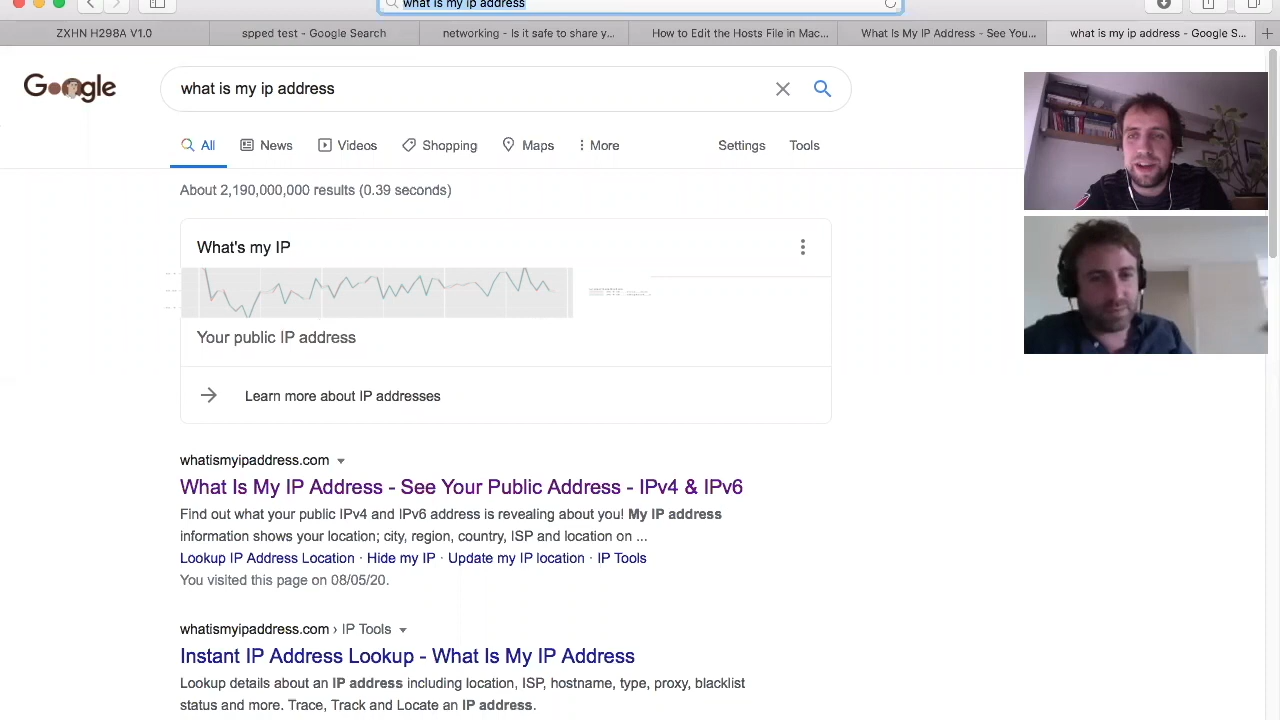 what is my ip address
ZXHN H298A V1.0
spped test - Google Search
networking - Is it safe to share y...
How to Edit the Hosts File in Mac...
What Is My IP Address - See You...
what is my ip address - Google S...
Google
what is my ip address
All
News
Videos
Shopping
Maps
More
Settings
Tools
About 2,190,000,000 results (0.39 seconds)
What's my IP
Your public IP address
Learn more about IP addresses
whatismyipaddress.com
What Is My IP Address - See Your Public Address - IPv4 & IPv6
Find out what your public IPv4 and IPv6 address is revealing about you! My IP address
information shows your location; city, region, country, ISP and location on ...
Lookup IP Address Location · Hide my IP · Update my IP location · IP Tools
You visited this page on 08/05/20.
whatismyipaddress.com › IP Tools
Instant IP Address Lookup - What Is My IP Address
Lookup details about an IP address including location, ISP, hostname, type, proxy, blacklist
status and more. Trace, Track and Locate an IP address.